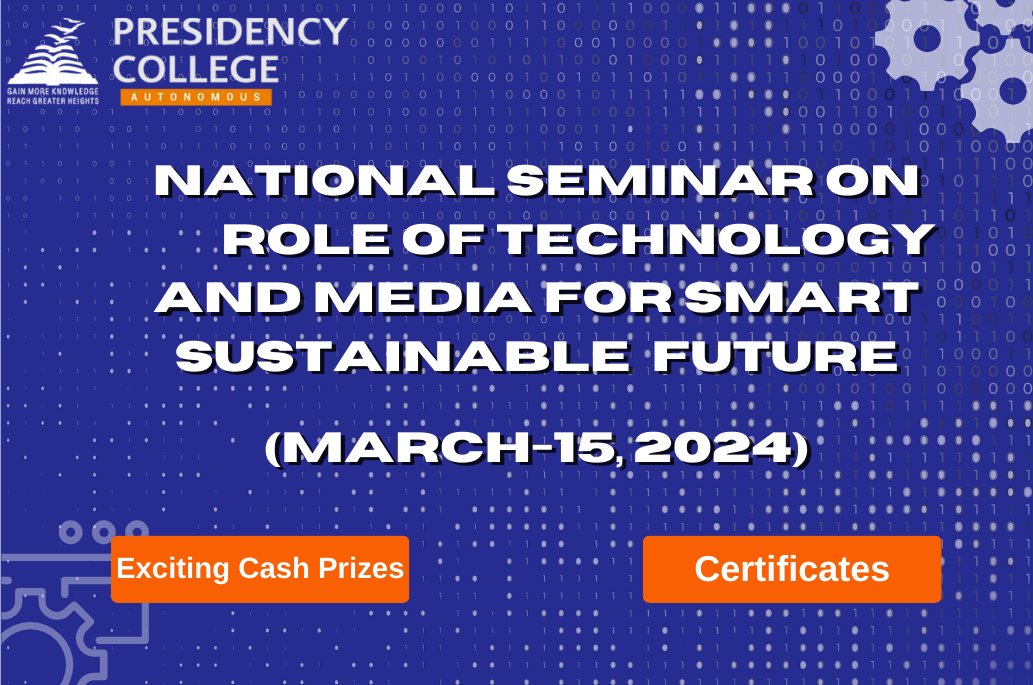 PRESIDENCY
COLLEGE
AUTONOMOUS
GAIN MORE KNOWLEDGE
REACH GREATER HEIGHTS
NATIONAL SEMINAR ON
ROLE OF TECHNOLOGY
AND MEDIA FOR SMART
SUSTAINABLE FUTURE
(MARCH-15, 2024)
Exciting Cash Prizes
Certificates